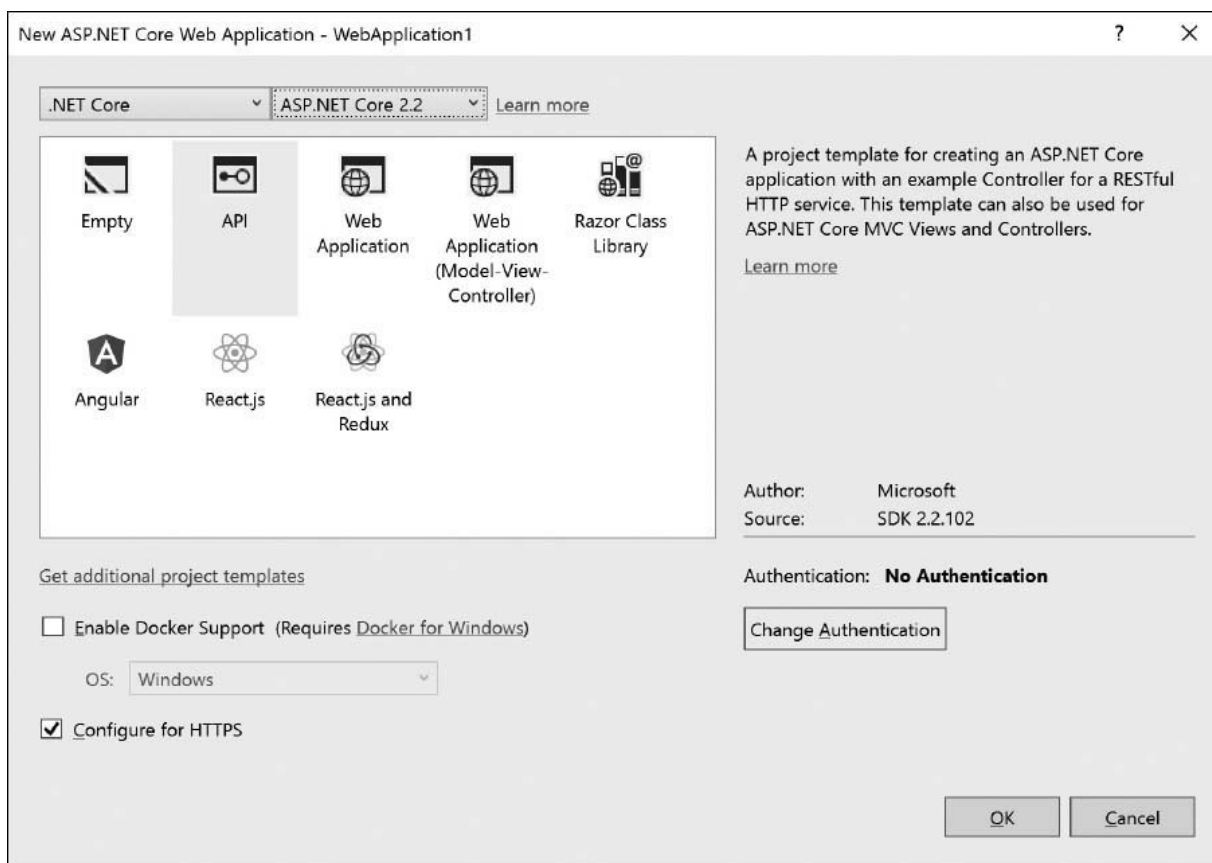 New ASP.NET Core Web Application - WebApplication1
?
.NET Core
ASP.NET Core 2.2
Learn more
Empty
API
Web
Application
Web
Application
(Model-View-
Controller)
Razor Class
Library
Angular
React.js
React.js and
Redux
A project template for creating an ASP.NET Core
application with an example Controller for a RESTful
HTTP service. This template can also be used for
ASP.NET Core MVC Views and Controllers.
Learn more
Author: Microsoft
Source: SDK 2.2.102
Get additional project templates
Authentication: No Authentication
Enable Docker Support (Requires Docker for Windows)
Change Authentication
OS: Windows
Configure for HTTPS
OK
Cancel